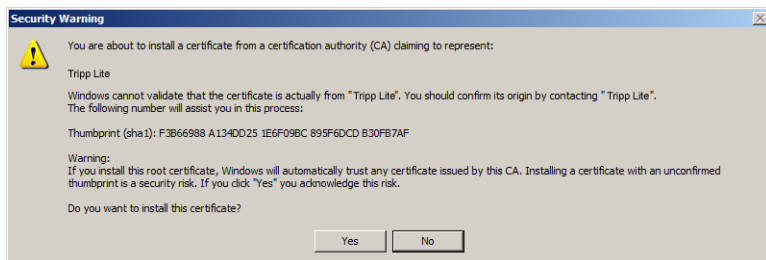 Security Warning
You are about to install a certificate from a certification authority (CA) claiming to represent:
Tripp Lite
Windows cannot validate that the certificate is actually from "Tripp Lite". You should confirm its origin by contacting " Tripp Lite".
The following number will assist you in this process:
Thumbprint (sha1): F3B66988 A134DD25 1E6F09BC 895F6DCD B30FB7AF
Warning:
If you install this root certificate, Windows will automatically trust any certificate issued by this CA. Installing a certificate with an unconfirmed
thumbprint is a security risk. If you click "Yes" you acknowledge this risk.
Do you want to install this certificate?
Yes No